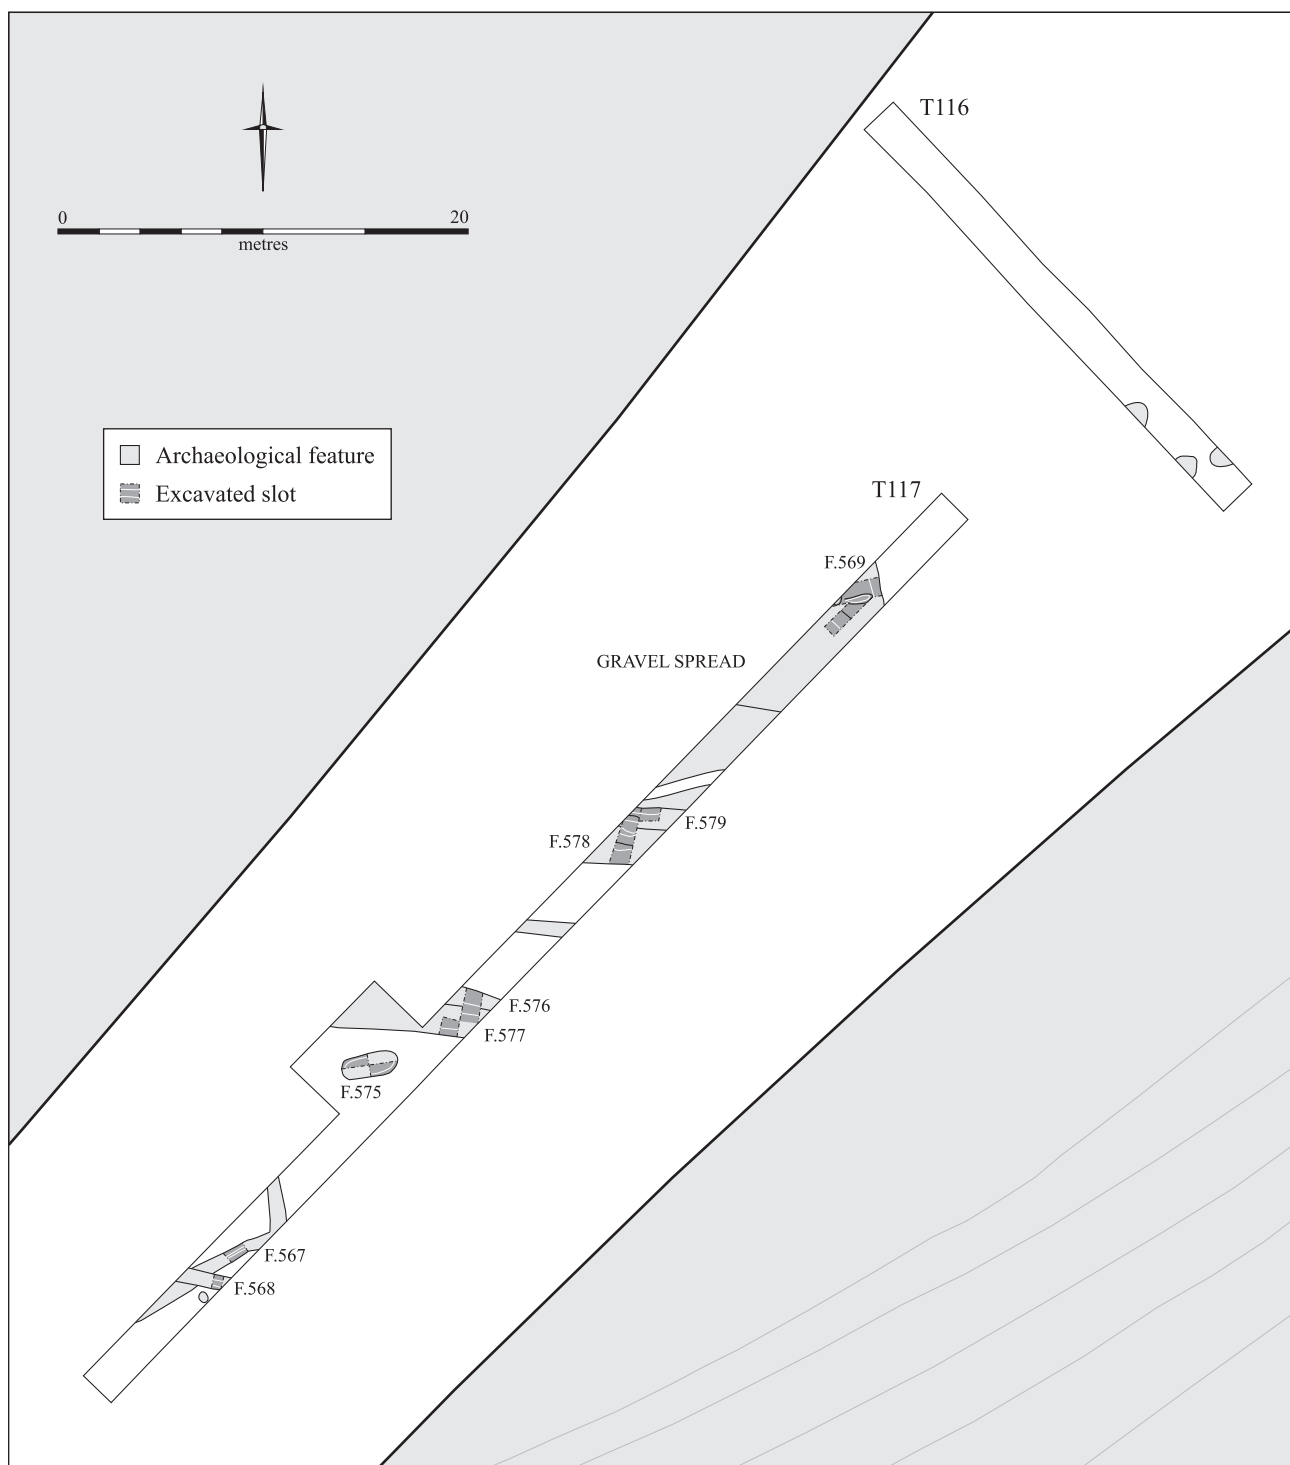 T116
0 20
metres
Archaeological feature
Excavated slot
T117
F.569
GRAVEL SPREAD
F.579
F.578
F.576
F.577
F.575
F.567
F.568